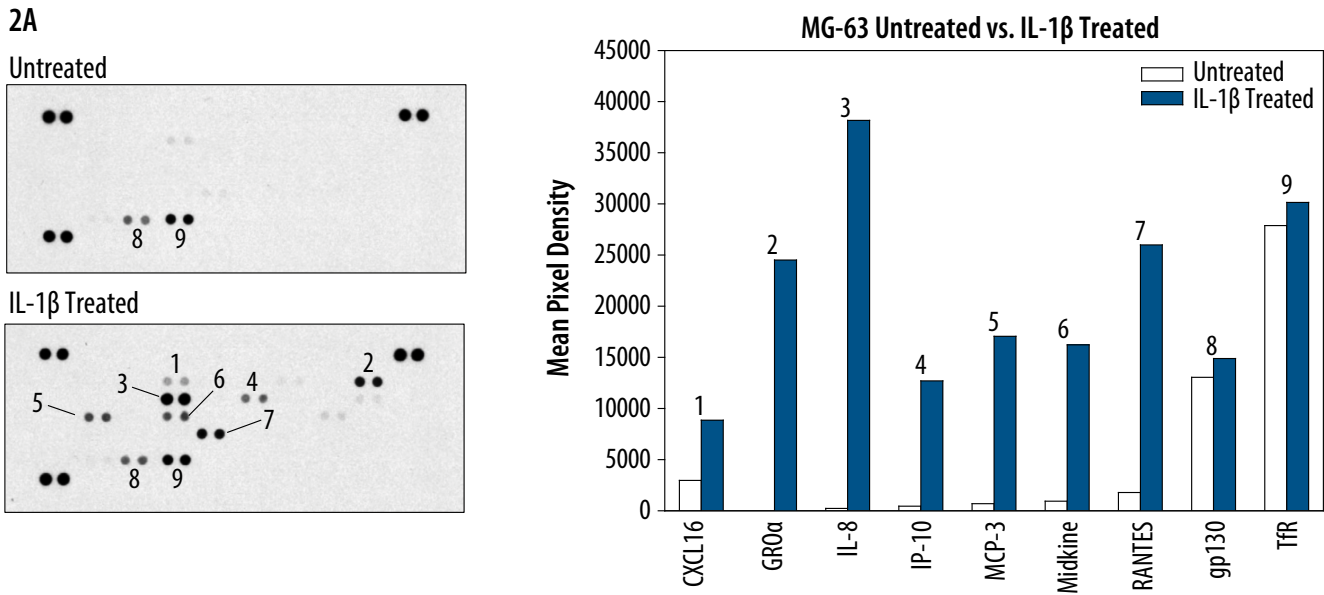 2A
Untreated
8
9
IL-1β Treated
1
2
3
6
4
5
7
8
9
MG-63 Untreated vs. IL-1β Treated
Untreated
IL-1β Treated
Mean Pixel Density
45000
40000
35000
30000
25000
20000
15000
10000
5000
0
1
2
3
4
5
6
7
8
9
CXCL16
GROα
IL-8
IP-10
MCP-3
Midkine
RANTES
gp130
TfR